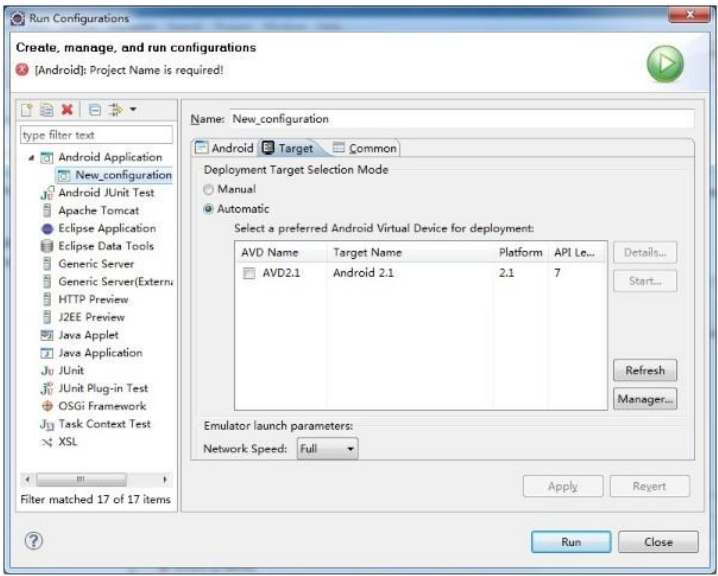 Run Configurations
Create, manage, and run configurations
[Android]: Project Name is required!
type filter text
Android Application
New_configuration
Android JUnit Test
Apache Tomcat
Eclipse Application
Eclipse Data Tools
Generic Server
Generic Server(Externa
HTTP Preview
J2EE Preview
Java Applet
Java Application
Ju JUnit
JUnit Plug-in Test
OSGi Framework
Task Context Test
XSL
Filter matched 17 of 17 items
Name: New_configuration
Android Target Common
Deployment Target Selection Mode
Manual
Automatic
Select a preferred Android Virtual Device for deployment:
AVD Name Target Name Platform API Le...
AVD2.1 Android 2.1 2.1 7
Details...
Start...
Refresh
Manager...
Emulator launch parameters:
Network Speed: Full
Apply Revert
Run Close